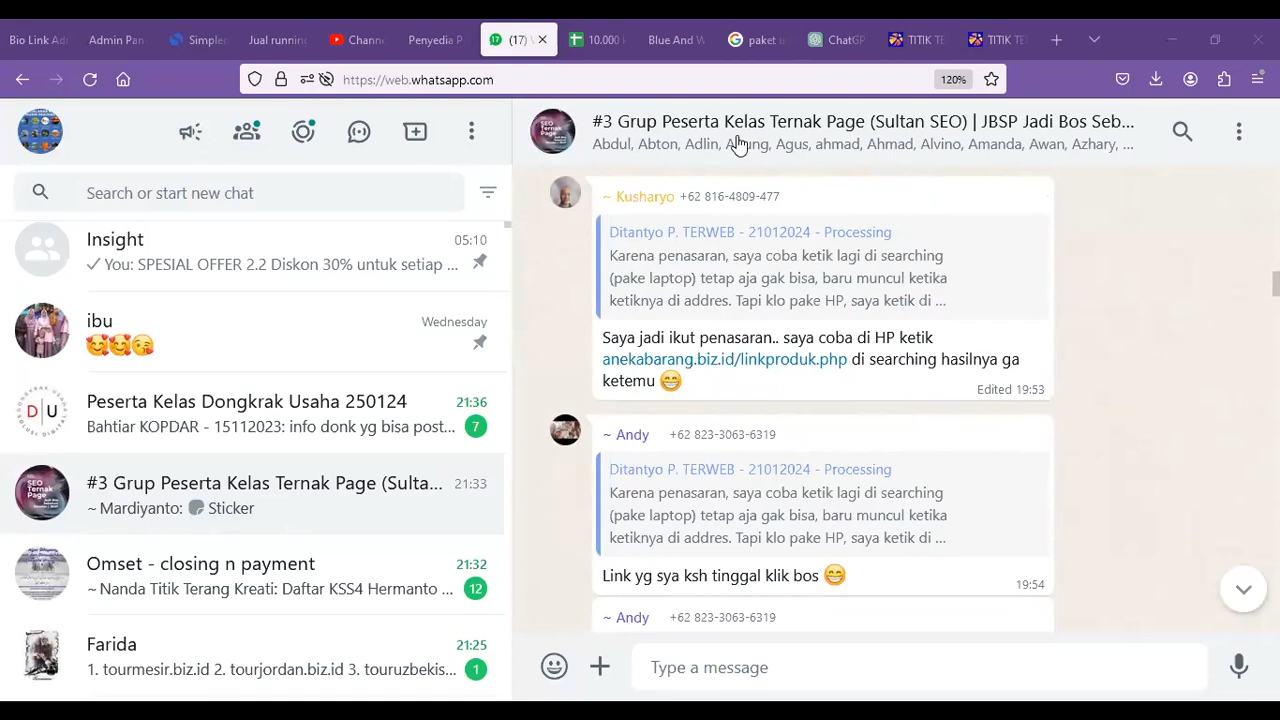 Bio Link Ad
Admin Pan
Simple
Jual running
Chann
Penyedia P
(17)
10.000
Blue And W
paket u
ChatGP
TITIK TE
TITIK TE
https://web.whatsapp.com
120%
#3 Grup Peserta Kelas Ternak Page (Sultan SEO) | JBSP Jadi Bos Seb...
Abdul, Abton, Adlin, Agung, Agus, ahmad, Ahmad, Alvino, Amanda, Awan, Azhary, ...
Search or start new chat
Insight
05:10
You: SPESIAL OFFER 2.2 Diskon 30% untuk setiap ...
ibu
Wednesday
🥰🥰😘
Peserta Kelas Dongkrak Usaha 250124
21:36
Bahtiar KOPDAR - 15112023: info donk yg bisa post...
7
SEO
Ternak
Page
#3 Grup Peserta Kelas Ternak Page (Sulta...
21:33
~ Mardiyanto: Sticker
Omset - closing n payment
21:32
~ Nanda Titik Terang Kreati: Daftar KSS4 Hermanto ...
12
Farida
21:25
1. tourmesir.biz.id 2. tourjordan.biz.id 3. touruzbekis...
1
~ Kusharyo +62 816-4809-477
Ditantyo P. TERWEB - 21012024 - Processing
Karena penasaran, saya coba ketik lagi di searching
(pake laptop) tetap aja gak bisa, baru muncul ketika
ketiknya di addres. Tapi klo pake HP, saya ketik di ...
Saya jadi ikut penasaran.. saya coba di HP ketik
anekabarang.biz.id/linkproduk.php di searching hasilnya ga
ketemu 😁
Edited 19:53
~ Andy +62 823-3063-6319
Ditantyo P. TERWEB - 21012024 - Processing
Karena penasaran, saya coba ketik lagi di searching
(pake laptop) tetap aja gak bisa, baru muncul ketika
ketiknya di addres. Tapi klo pake HP, saya ketik di ...
Link yg sya ksh tinggal klik bos 😁
19:54
~ Andy +62 823-3063-6319
Type a message